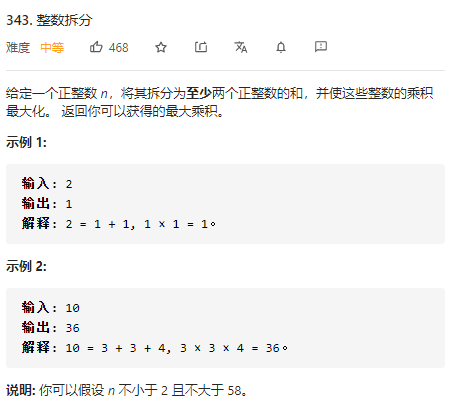 343. 整数拆分
难度 中等 468
给定一个正整数 n，将其拆分为至少两个正整数的和，并使这些整数的乘积
最大化。 返回你可以获得的最大乘积。
示例 1:
输入: 2
输出: 1
解释: 2 = 1 + 1, 1 × 1 = 1。
示例 2:
输入: 10
输出: 36
解释: 10 = 3 + 3 + 4, 3 × 3 × 4 = 36。
说明: 你可以假设 n 不小于 2 且不大于 58。